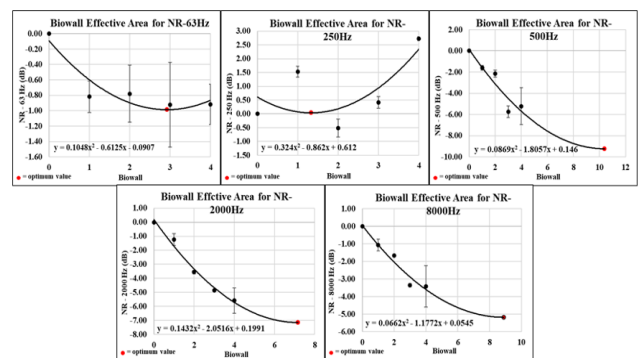 Biowall Effective Area for NR-63Hz
0.00
-0.20
-0.40
-0.60
-0.80
-1.00
-1.20
-1.40
-1.60
NR - 63 Hz (dB)
0 1 2 3 4
y = 0.1048x² - 0.6125x - 0.0907
= optimum value
Biowall
Biowall Effective Area for NR-
250Hz
3.00
2.50
2.00
1.50
1.00
0.50
0.00
-0.50
-1.00
-1.50
NR - 250 Hz (dB)
0 1 2 3 4
y = 0.324x² - 0.862x + 0.612
= optimum value
Biowall
Biowall Effective Area for NR-
500Hz
2.00
0.00
-2.00
-4.00
-6.00
-8.00
-10.00
NR - 500 Hz (dB)
0 2 4 6 8 10 12
y = 0.0869x² - 1.8057x + 0.146
= optimum value
Biowall
Biowall Effctive Area for NR-
2000Hz
1.00
0.00
-1.00
-2.00
-3.00
-4.00
-5.00
-6.00
-7.00
-8.00
NR - 2000 Hz (dB)
0 2 4 6 8
y = 0.1432x² - 2.0516x + 0.1991
= optimum value
Biowall
Biowall Effective Area for NR-
8000Hz
1.00
0.00
-1.00
-2.00
-3.00
-4.00
-5.00
-6.00
NR - 8000 Hz (dB)
0 2 4 6 8 10
y = 0.0662x² - 1.1772x + 0.0545
= optimum value
Biowall